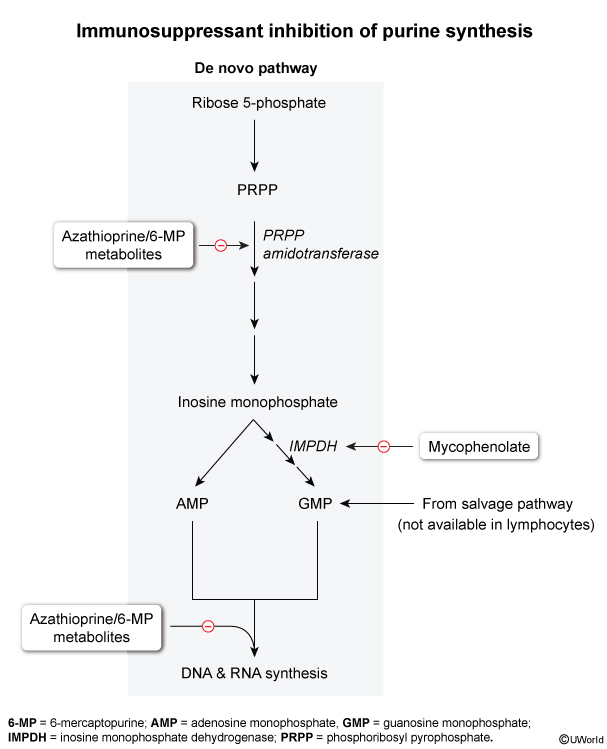 Immunosuppressant inhibition of purine synthesis
De novo pathway
Ribose 5-phosphate
PRPP
Azathioprine/6-MP
metabolites
PRPP
amidotransferase
Inosine monophosphate
IMPDH
Mycophenolate
AMP
GMP
From salvage pathway
(not available in lymphocytes)
Azathioprine/6-MP
metabolites
DNA & RNA synthesis
6-MP = 6-mercaptopurine; AMP = adenosine monophosphate, GMP = guanosine monophosphate;
IMPDH = inosine monophosphate dehydrogenase; PRPP = phosphoribosyl pyrophosphate.
©UWorld